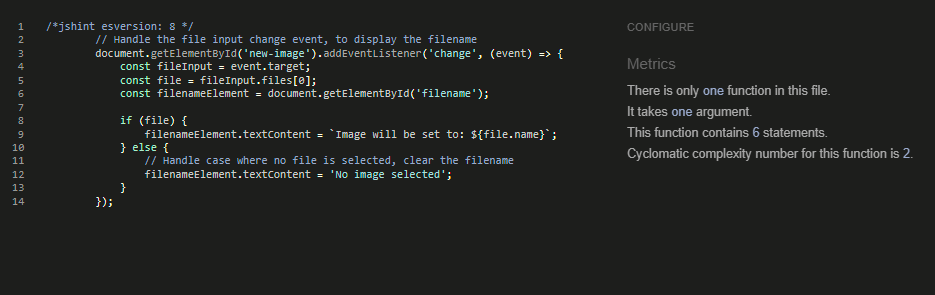 1 /*jshint esversion: 8 */
2 // Handle the file input change event, to display the filename
3 document.getElementById('new-image').addEventListener('change', (event) => {
4 const fileInput = event.target;
5 const file = fileInput.files[0];
6 const filenameElement = document.getElementById('filename');
7
8 if (file) {
9 filenameElement.textContent = `Image will be set to: ${file.name}`;
10 } else {
11 // Handle case where no file is selected, clear the filename
12 filenameElement.textContent = 'No image selected';
13 }
14 });
CONFIGURE
Metrics
There is only one function in this file.
It takes one argument.
This function contains 6 statements.
Cyclomatic complexity number for this function is 2.